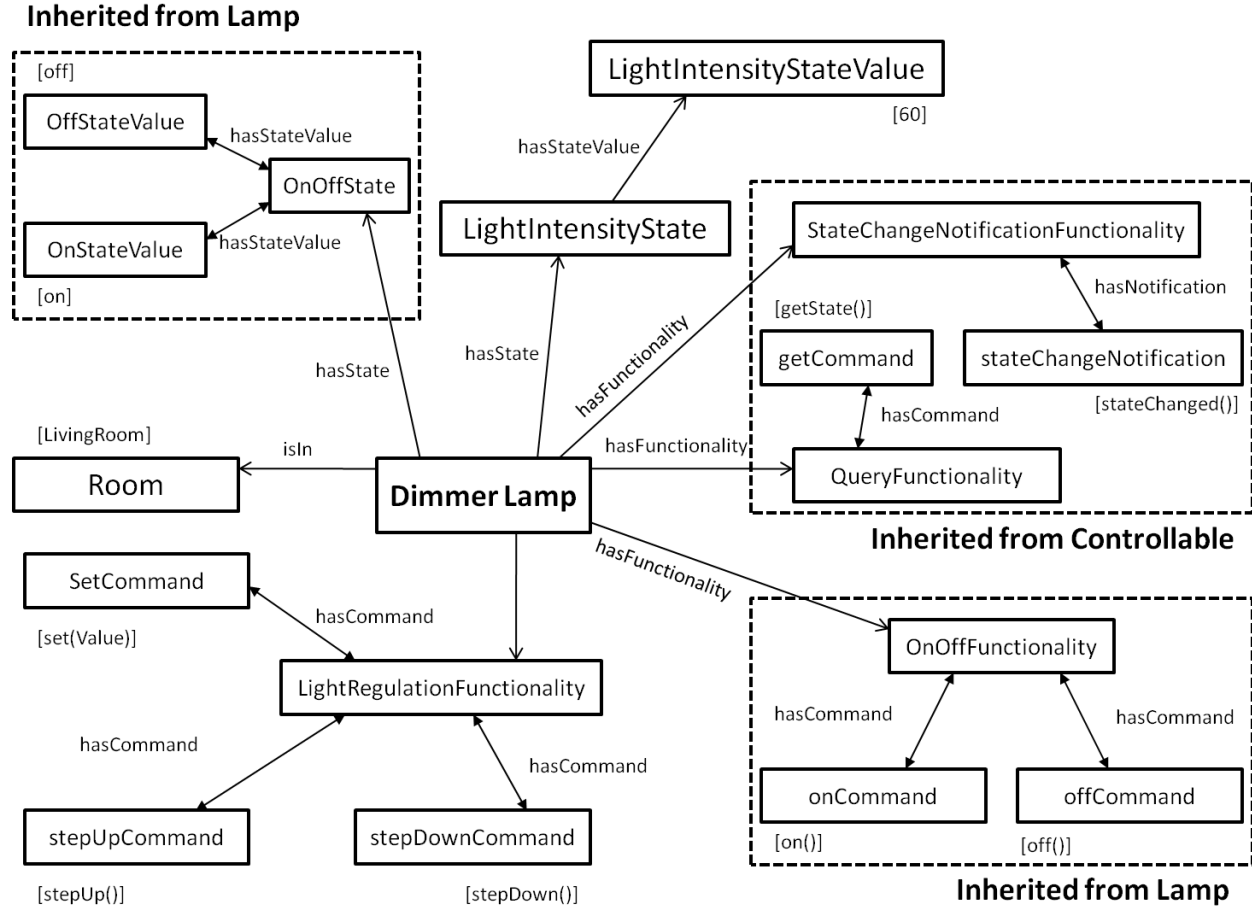 Inherited from Lamp
[off]
OffStateValue
hasStateValue
OnOffState
OnStateValue
hasStateValue
[on]
LightIntensityStateValue
[60]
hasStateValue
LightIntensityState
StateChangeNotificationFunctionality
hasNotification
[getState()]
getCommand
stateChangeNotification
[stateChanged()]
hasCommand
QueryFunctionality
Inherited from Controllable
hasState
hasState
hasFunctionality
hasFunctionality
[LivingRoom]
isIn
Room
Dimmer Lamp
hasFunctionality
SetCommand
[set(Value)]
hasCommand
LightRegulationFunctionality
hasCommand
hasCommand
stepUpCommand
stepDownCommand
[stepUp()]
[stepDown()]
OnOffFunctionality
hasCommand
hasCommand
onCommand
offCommand
[on()]
[off()]
Inherited from Lamp